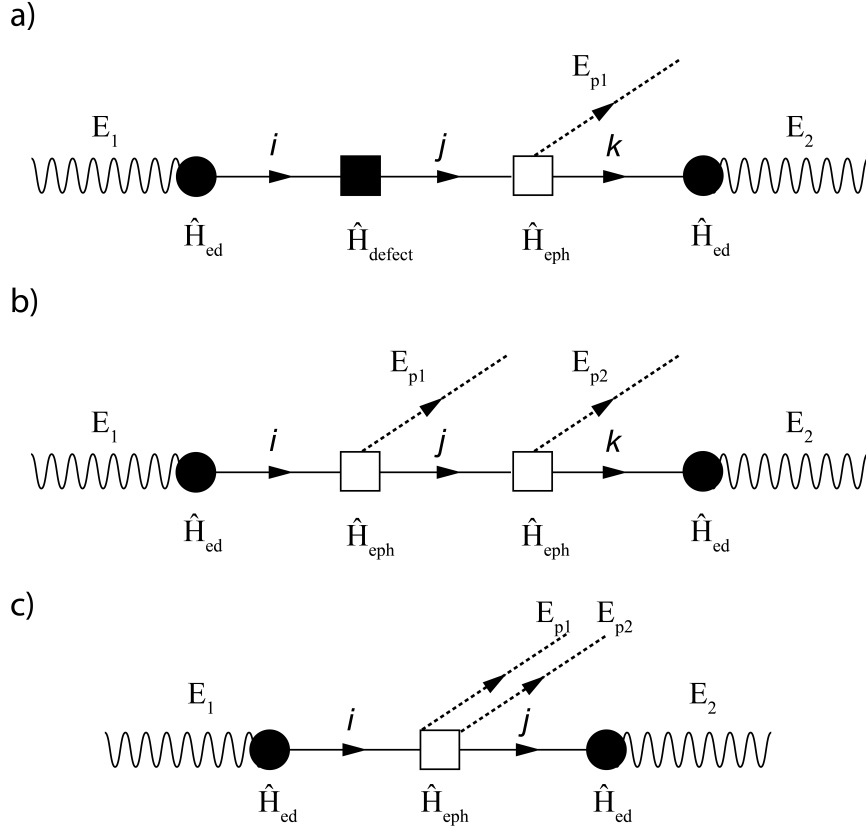 a)
E_p1
E_1 i j k E_2
Ĥ_ed Ĥ_defect Ĥ_eph Ĥ_ed
b)
E_p1 E_p2
E_1 i j k E_2
Ĥ_ed Ĥ_eph Ĥ_eph Ĥ_ed
c)
E_p1 E_p2
E_1 i j E_2
Ĥ_ed Ĥ_eph Ĥ_ed